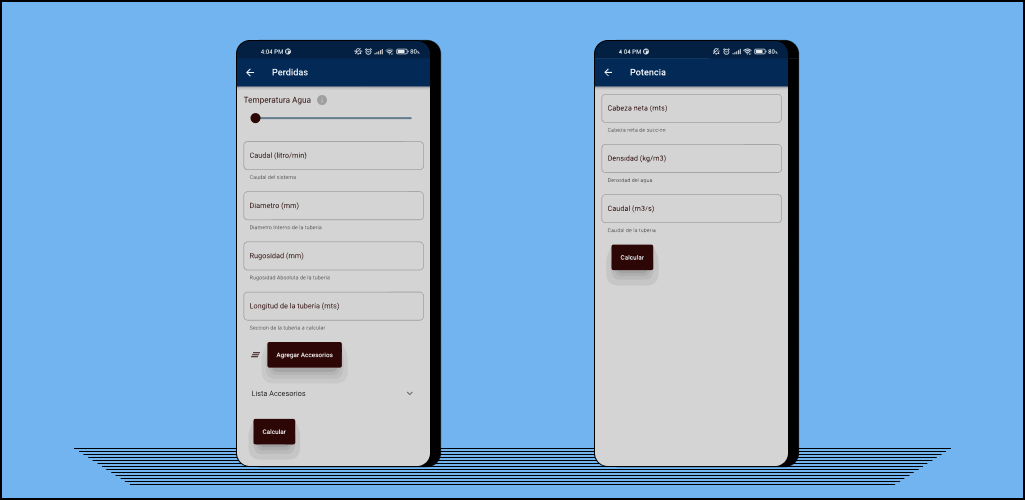 4:04 PM
80%
Perdidas
Temperatura Agua
Caudal (litro/min)
Caudal del sistema
Diametro (mm)
Diametro Interno de la tuberia
Rugosidad (mm)
Rugosidad Absoluta de la tuberia
Longitud de la tuberia (mts)
Seccion de la tuberia a calcular
Agregar Accesorios
Lista Accesorios
Calcular
4:04 PM
80%
Potencia
Cabeza neta (mts)
Cabeza neta de succion
Densidad (kg/m3)
Densidad del agua
Caudal (m3/s)
Caudal de la tuberia
Calcular